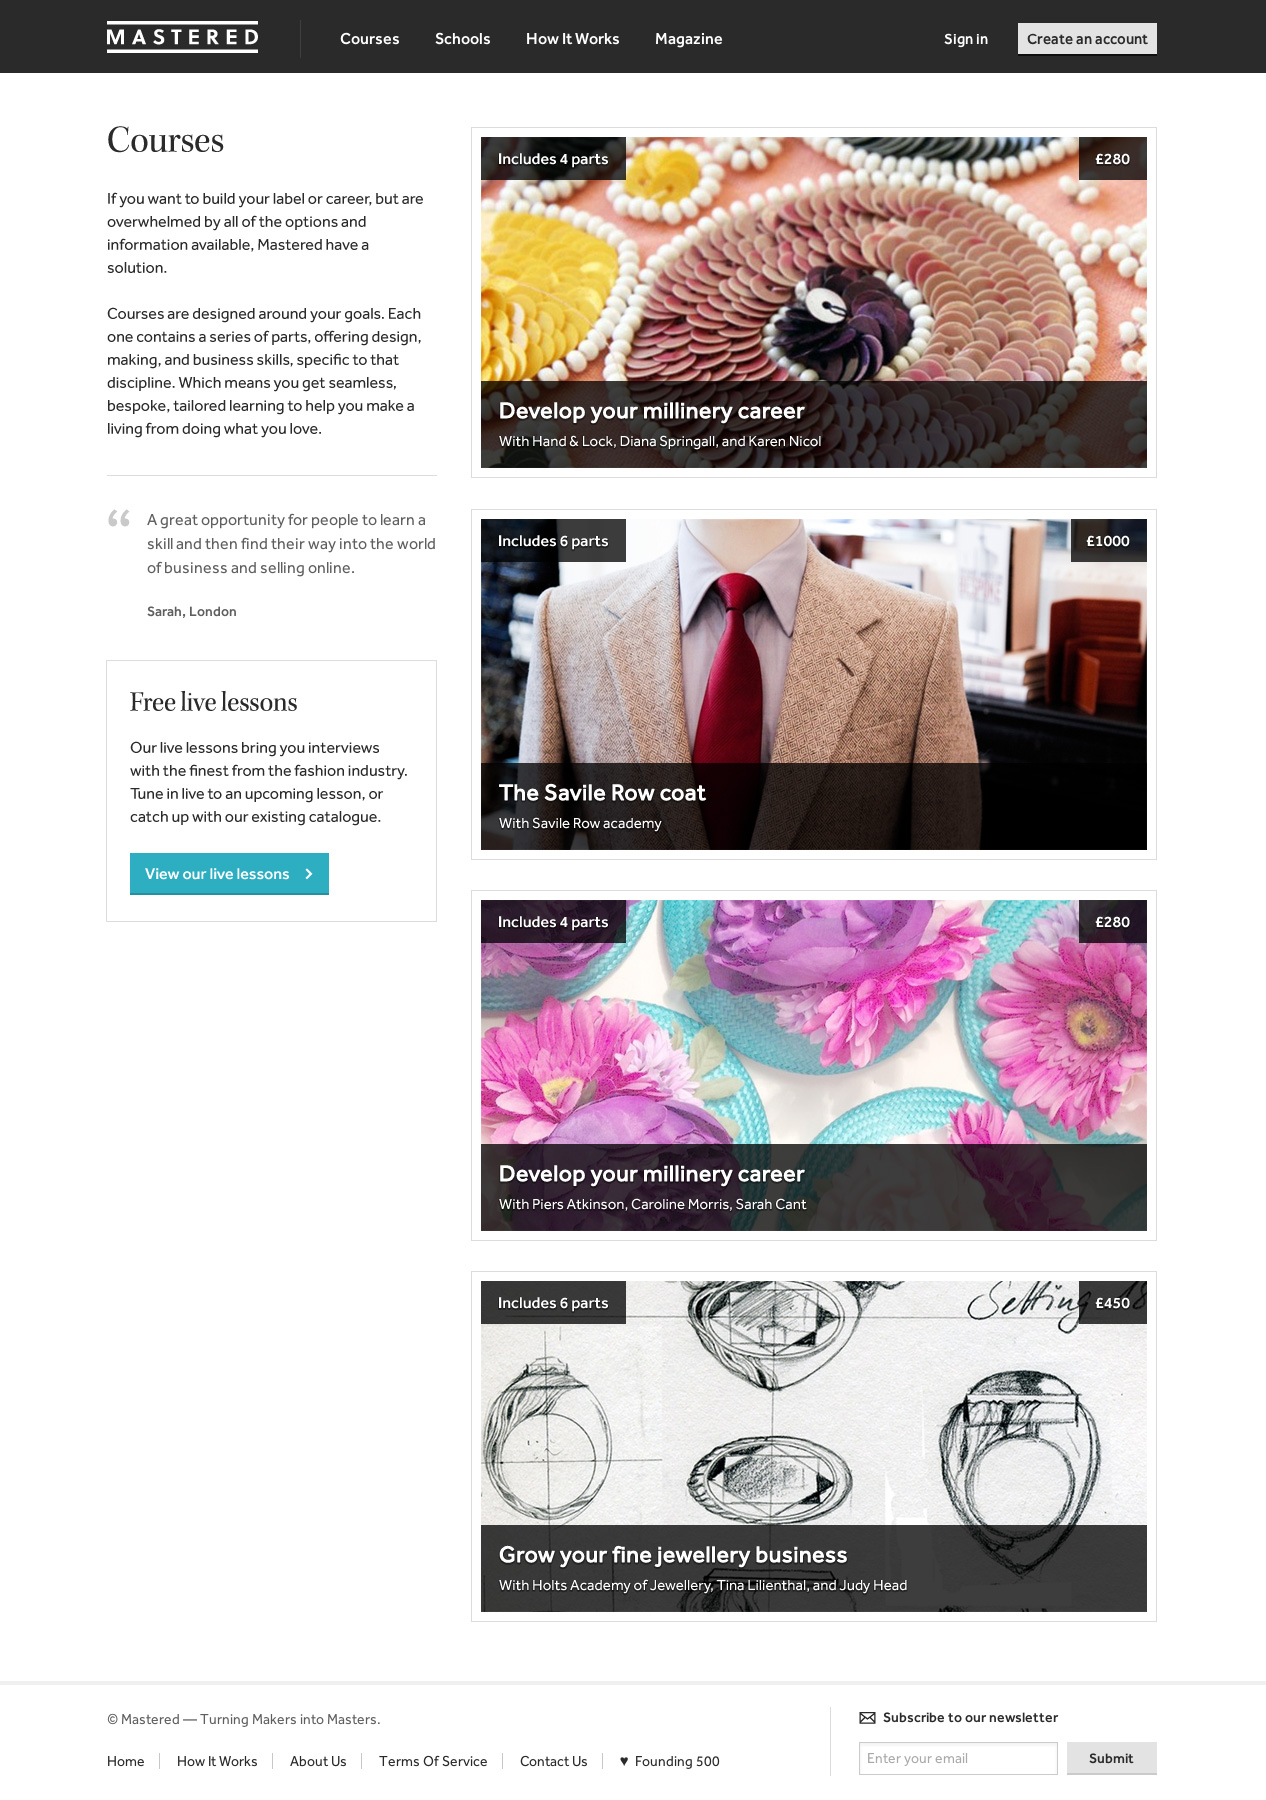 MASTERED
Courses
Schools
How It Works
Magazine
Sign in
Create an account
Courses
If you want to build your label or career, but are
overwhelmed by all of the options and
information available, Mastered have a
solution.
Courses are designed around your goals. Each
one contains a series of parts, offering design,
making, and business skills, specific to that
discipline. Which means you get seamless,
bespoke, tailored learning to help you make a
living from doing what you love.
“ A great opportunity for people to learn a
skill and then find their way into the world
of business and selling online.
Sarah, London
Free live lessons
Our live lessons bring you interviews
with the finest from the fashion industry.
Tune in live to an upcoming lesson, or
catch up with our existing catalogue.
View our live lessons
Includes 4 parts
£280
Develop your millinery career
With Hand & Lock, Diana Springall, and Karen Nicol
Includes 6 parts
£1000
The Savile Row coat
With Savile Row academy
Includes 4 parts
£280
Develop your millinery career
With Piers Atkinson, Caroline Morris, Sarah Cant
Includes 6 parts
Setting
£450
Grow your fine jewellery business
With Holts Academy of Jewellery, Tina Lilienthal, and Judy Head
© Mastered — Turning Makers into Masters.
Home
How It Works
About Us
Terms Of Service
Contact Us
♥ Founding 500
Subscribe to our newsletter
Enter your email
Submit